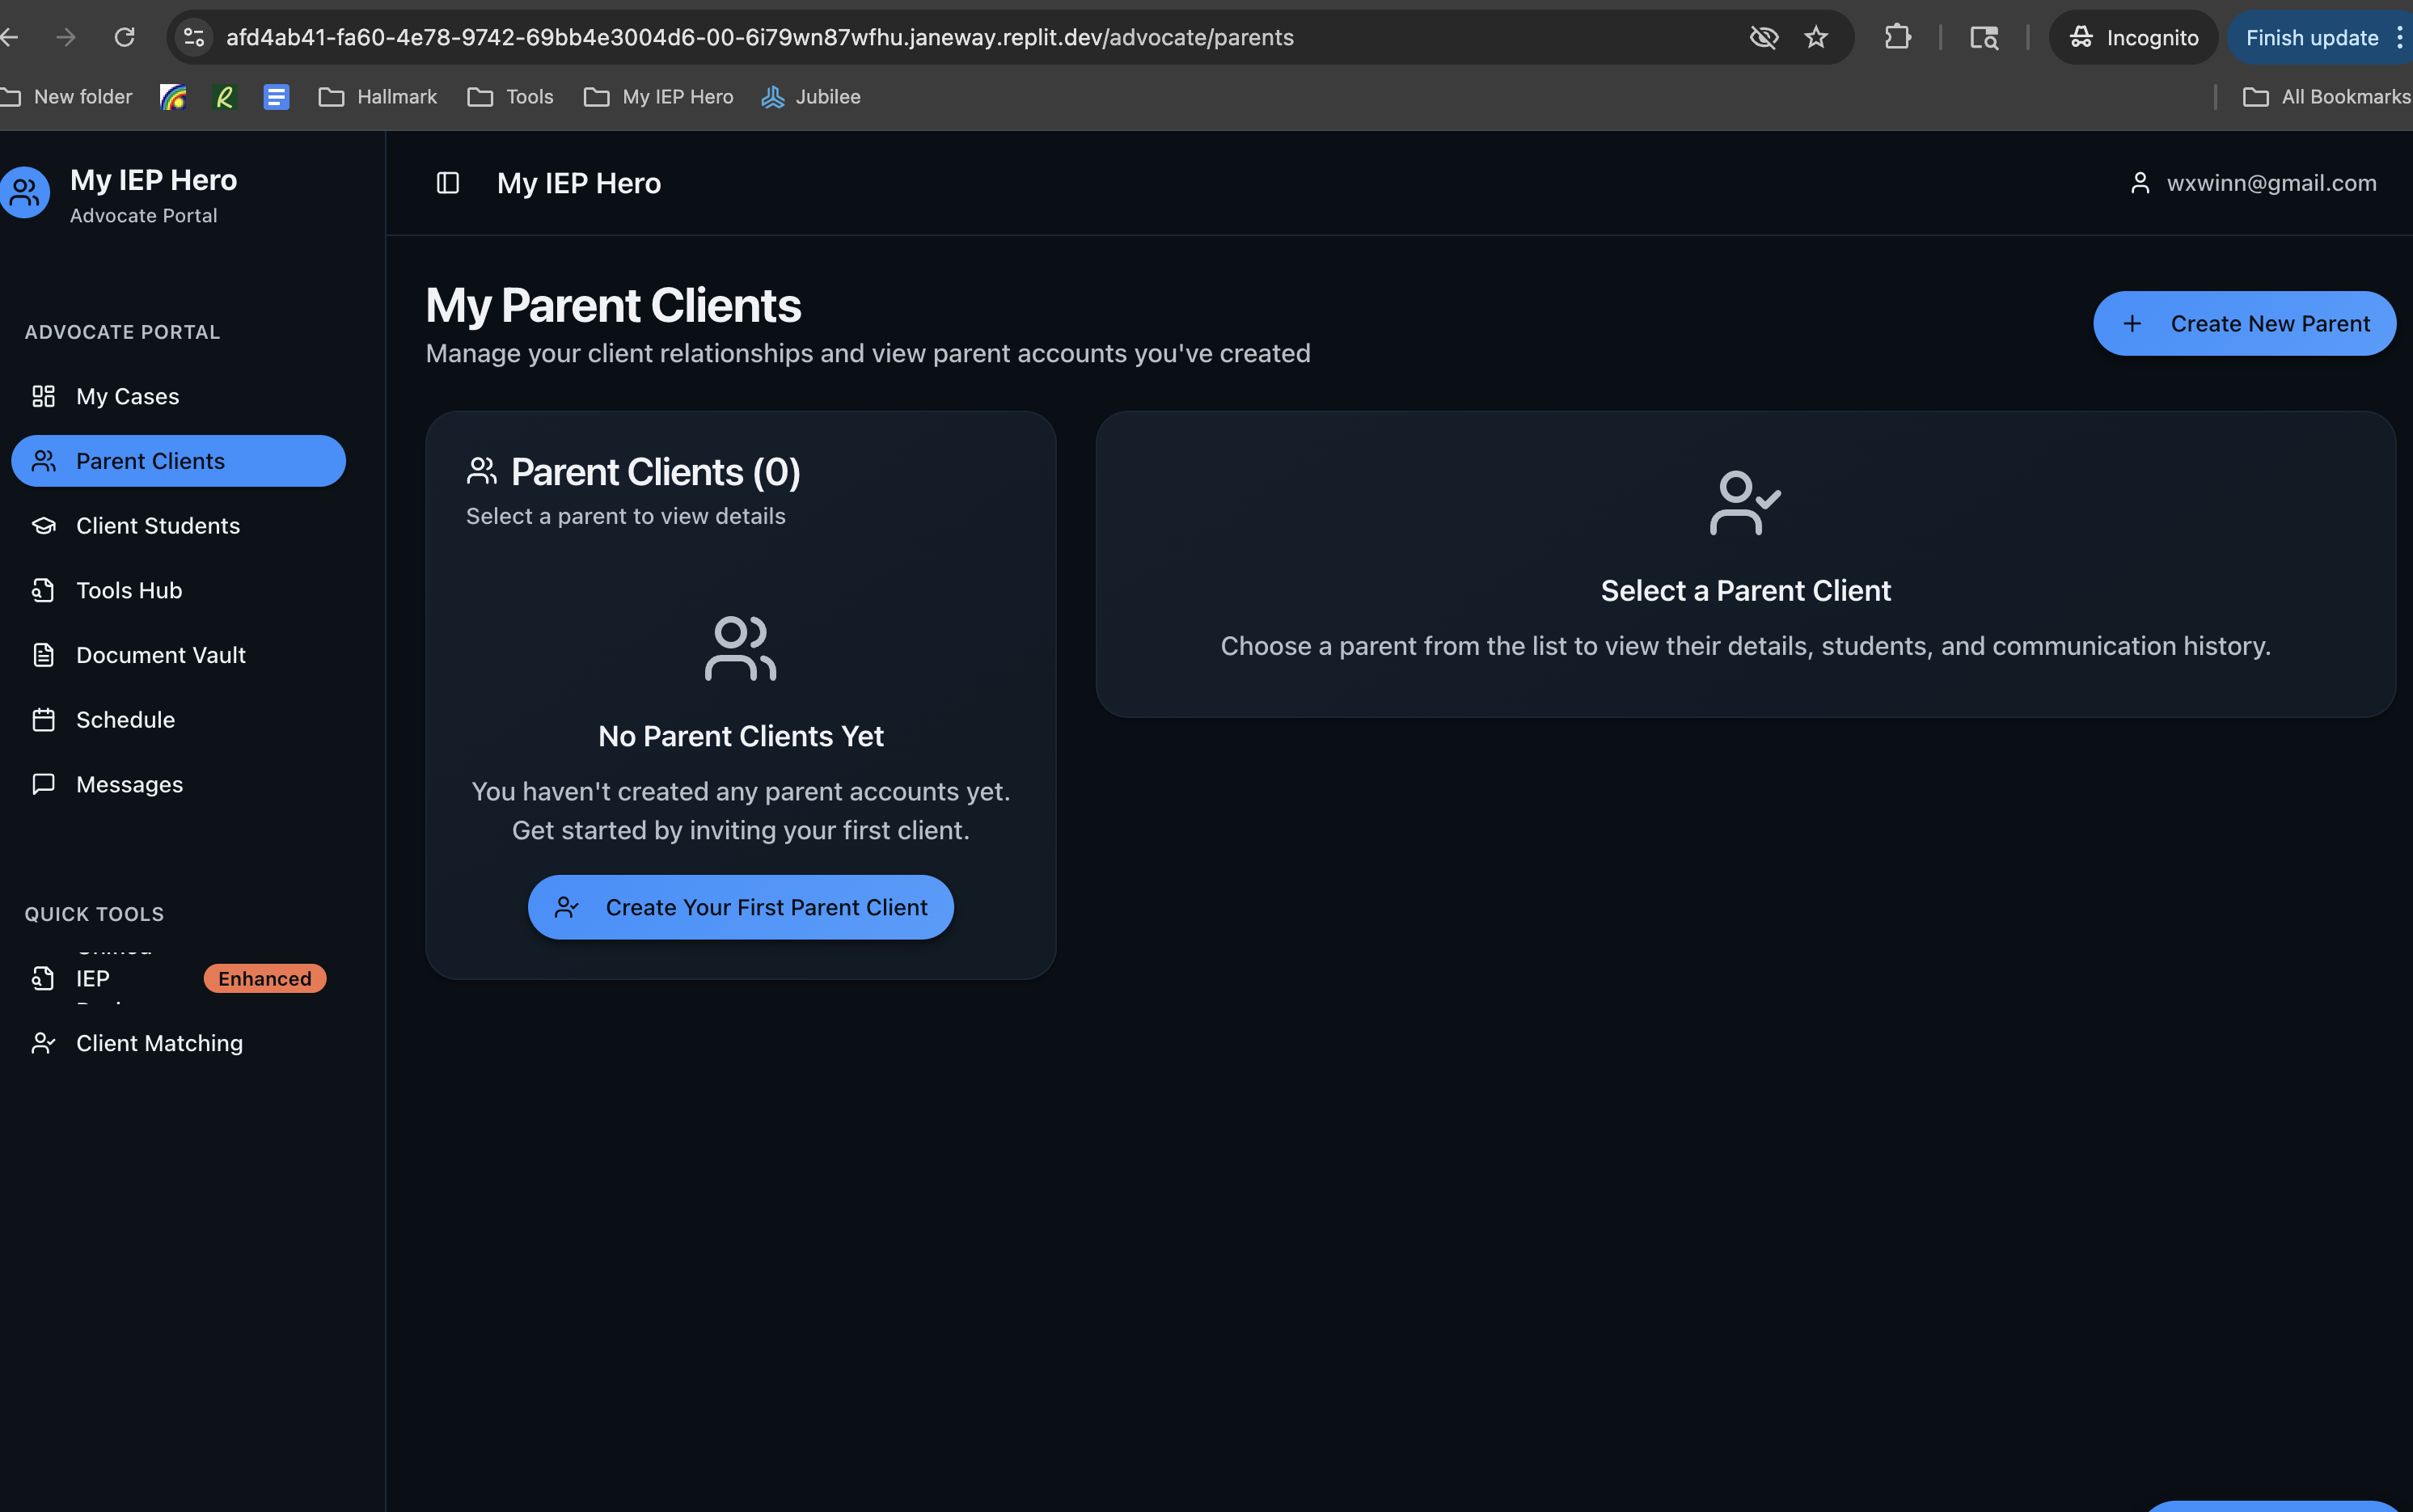 afd4ab41-fa60-4e78-9742-69bb4e3004d6-00-6i79wn87wfhu.janeway.replit.dev/advocate/parents
Incognito
Finish update
New folder
Hallmark
Tools
My IEP Hero
Jubilee
All Bookmarks
My IEP Hero
Advocate Portal
My IEP Hero
wxwinn@gmail.com
ADVOCATE PORTAL
My Cases
Parent Clients
Client Students
Tools Hub
Document Vault
Schedule
Messages
QUICK TOOLS
IEP
Enhanced
Client Matching
My Parent Clients
Manage your client relationships and view parent accounts you've created
Create New Parent
Parent Clients (0)
Select a parent to view details
No Parent Clients Yet
You haven't created any parent accounts yet.
Get started by inviting your first client.
Create Your First Parent Client
Select a Parent Client
Choose a parent from the list to view their details, students, and communication history.